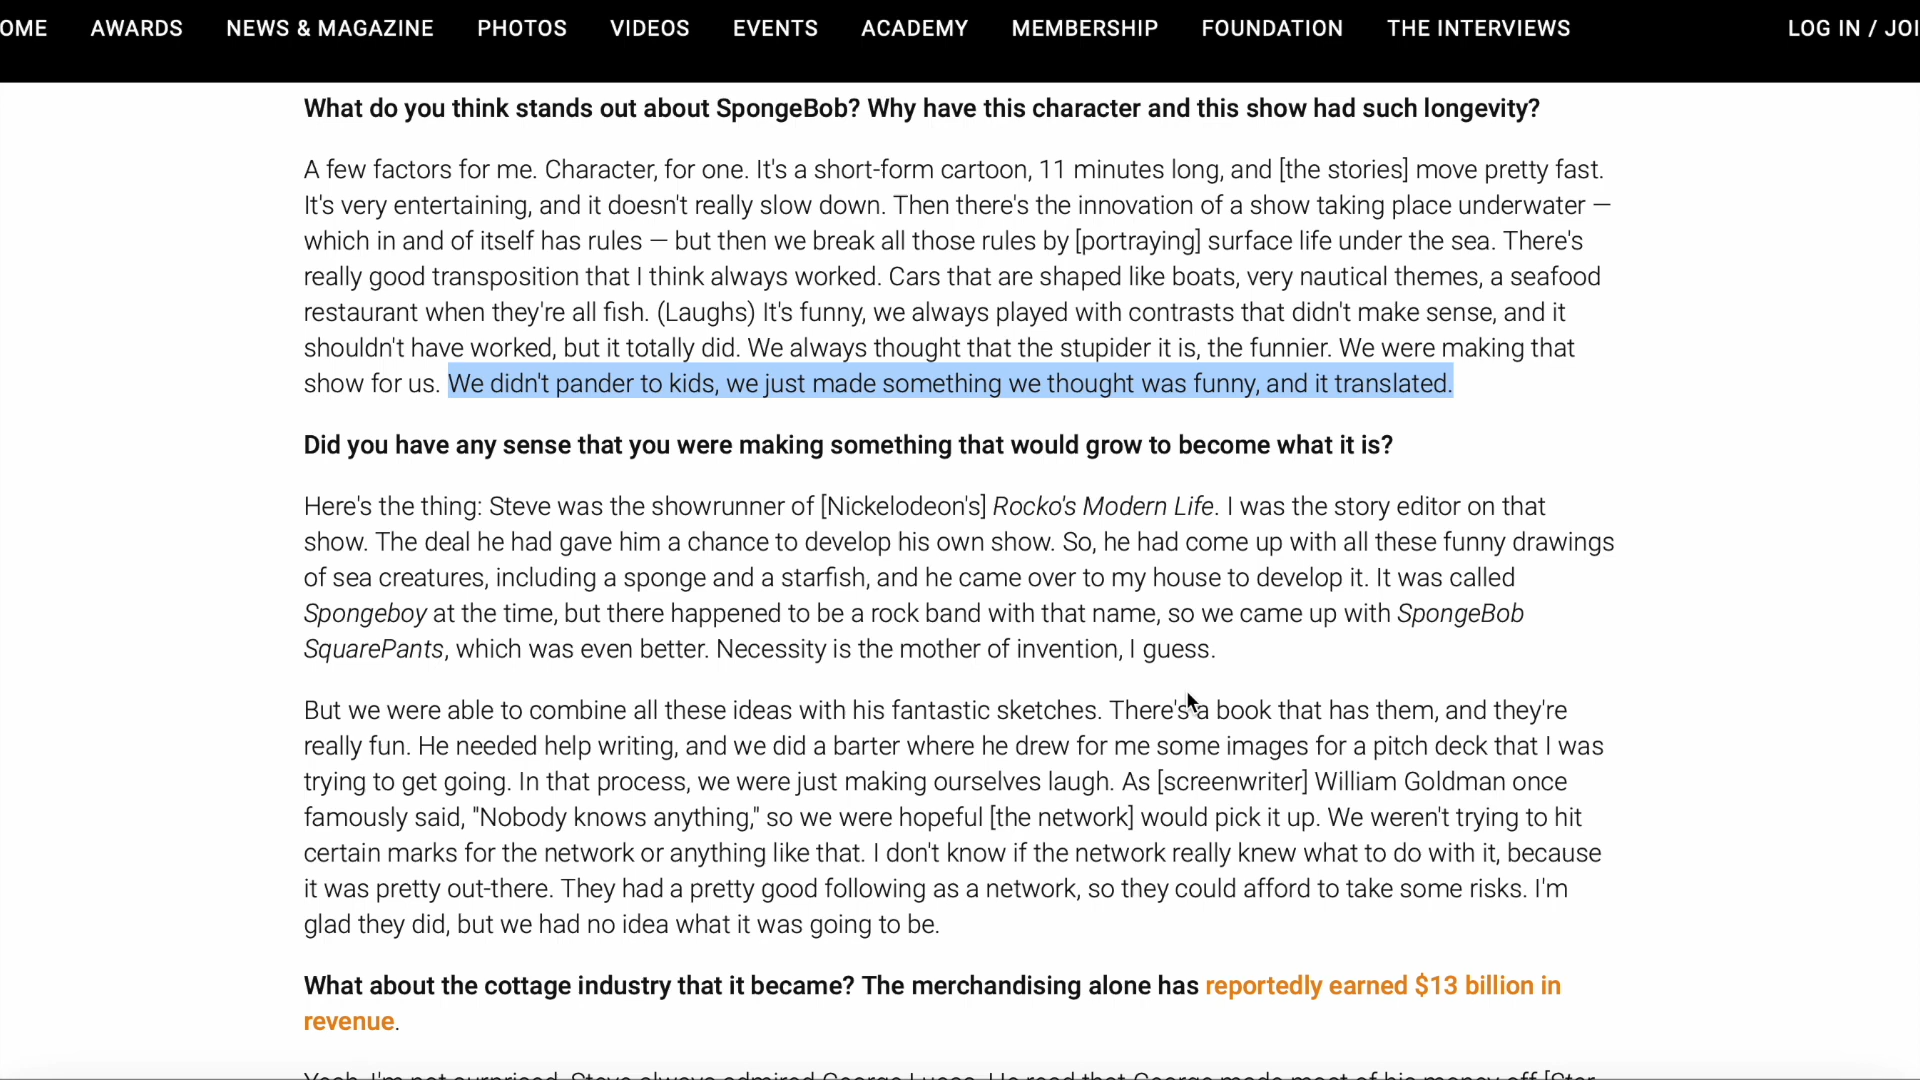 OME AWARDS NEWS & MAGAZINE PHOTOS VIDEOS EVENTS ACADEMY MEMBERSHIP FOUNDATION THE INTERVIEWS LOG IN / JOI
What do you think stands out about SpongeBob? Why have this character and this show had such longevity?
A few factors for me. Character, for one. It's a short-form cartoon, 11 minutes long, and [the stories] move pretty fast.
It's very entertaining, and it doesn't really slow down. Then there's the innovation of a show taking place underwater —
which in and of itself has rules — but then we break all those rules by [portraying] surface life under the sea. There's
really good transposition that I think always worked. Cars that are shaped like boats, very nautical themes, a seafood
restaurant when they're all fish. (Laughs) It's funny, we always played with contrasts that didn't make sense, and it
shouldn't have worked, but it totally did. We always thought that the stupider it is, the funnier. We were making that
show for us. We didn't pander to kids, we just made something we thought was funny, and it translated.
Did you have any sense that you were making something that would grow to become what it is?
Here's the thing: Steve was the showrunner of [Nickelodeon's] Rocko's Modern Life. I was the story editor on that
show. The deal he had gave him a chance to develop his own show. So, he had come up with all these funny drawings
of sea creatures, including a sponge and a starfish, and he came over to my house to develop it. It was called
Spongeboy at the time, but there happened to be a rock band with that name, so we came up with SpongeBob
SquarePants, which was even better. Necessity is the mother of invention, I guess.
But we were able to combine all these ideas with his fantastic sketches. There's a book that has them, and they're
really fun. He needed help writing, and we did a barter where he drew for me some images for a pitch deck that I was
trying to get going. In that process, we were just making ourselves laugh. As [screenwriter] William Goldman once
famously said, "Nobody knows anything," so we were hopeful [the network] would pick it up. We weren't trying to hit
certain marks for the network or anything like that. I don't know if the network really knew what to do with it, because
it was pretty out-there. They had a pretty good following as a network, so they could afford to take some risks. I'm
glad they did, but we had no idea what it was going to be.
What about the cottage industry that it became? The merchandising alone has reportedly earned $13 billion in
revenue.
Yeah, I'm not surprised. Steve always admired George Lucas. He read that George made most of his money off [Star